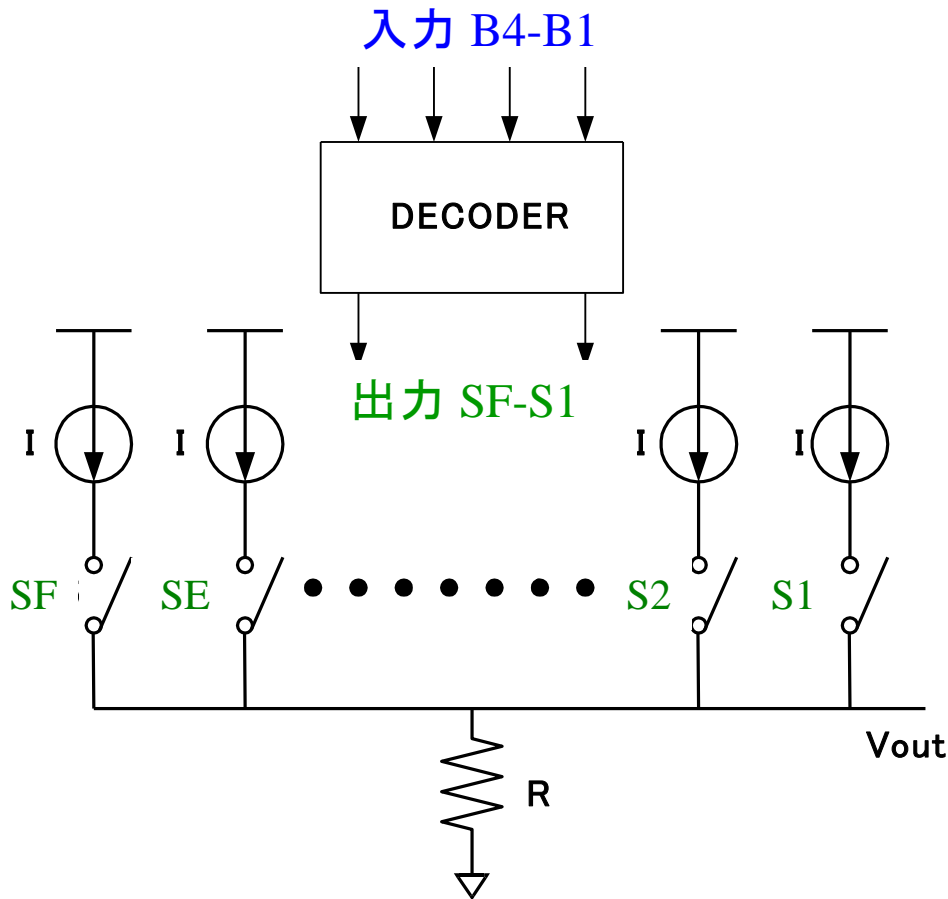 入力 B4-B1
DECODER
出力 SF-S1
I I I I
SF SE S2 S1
Vout
R